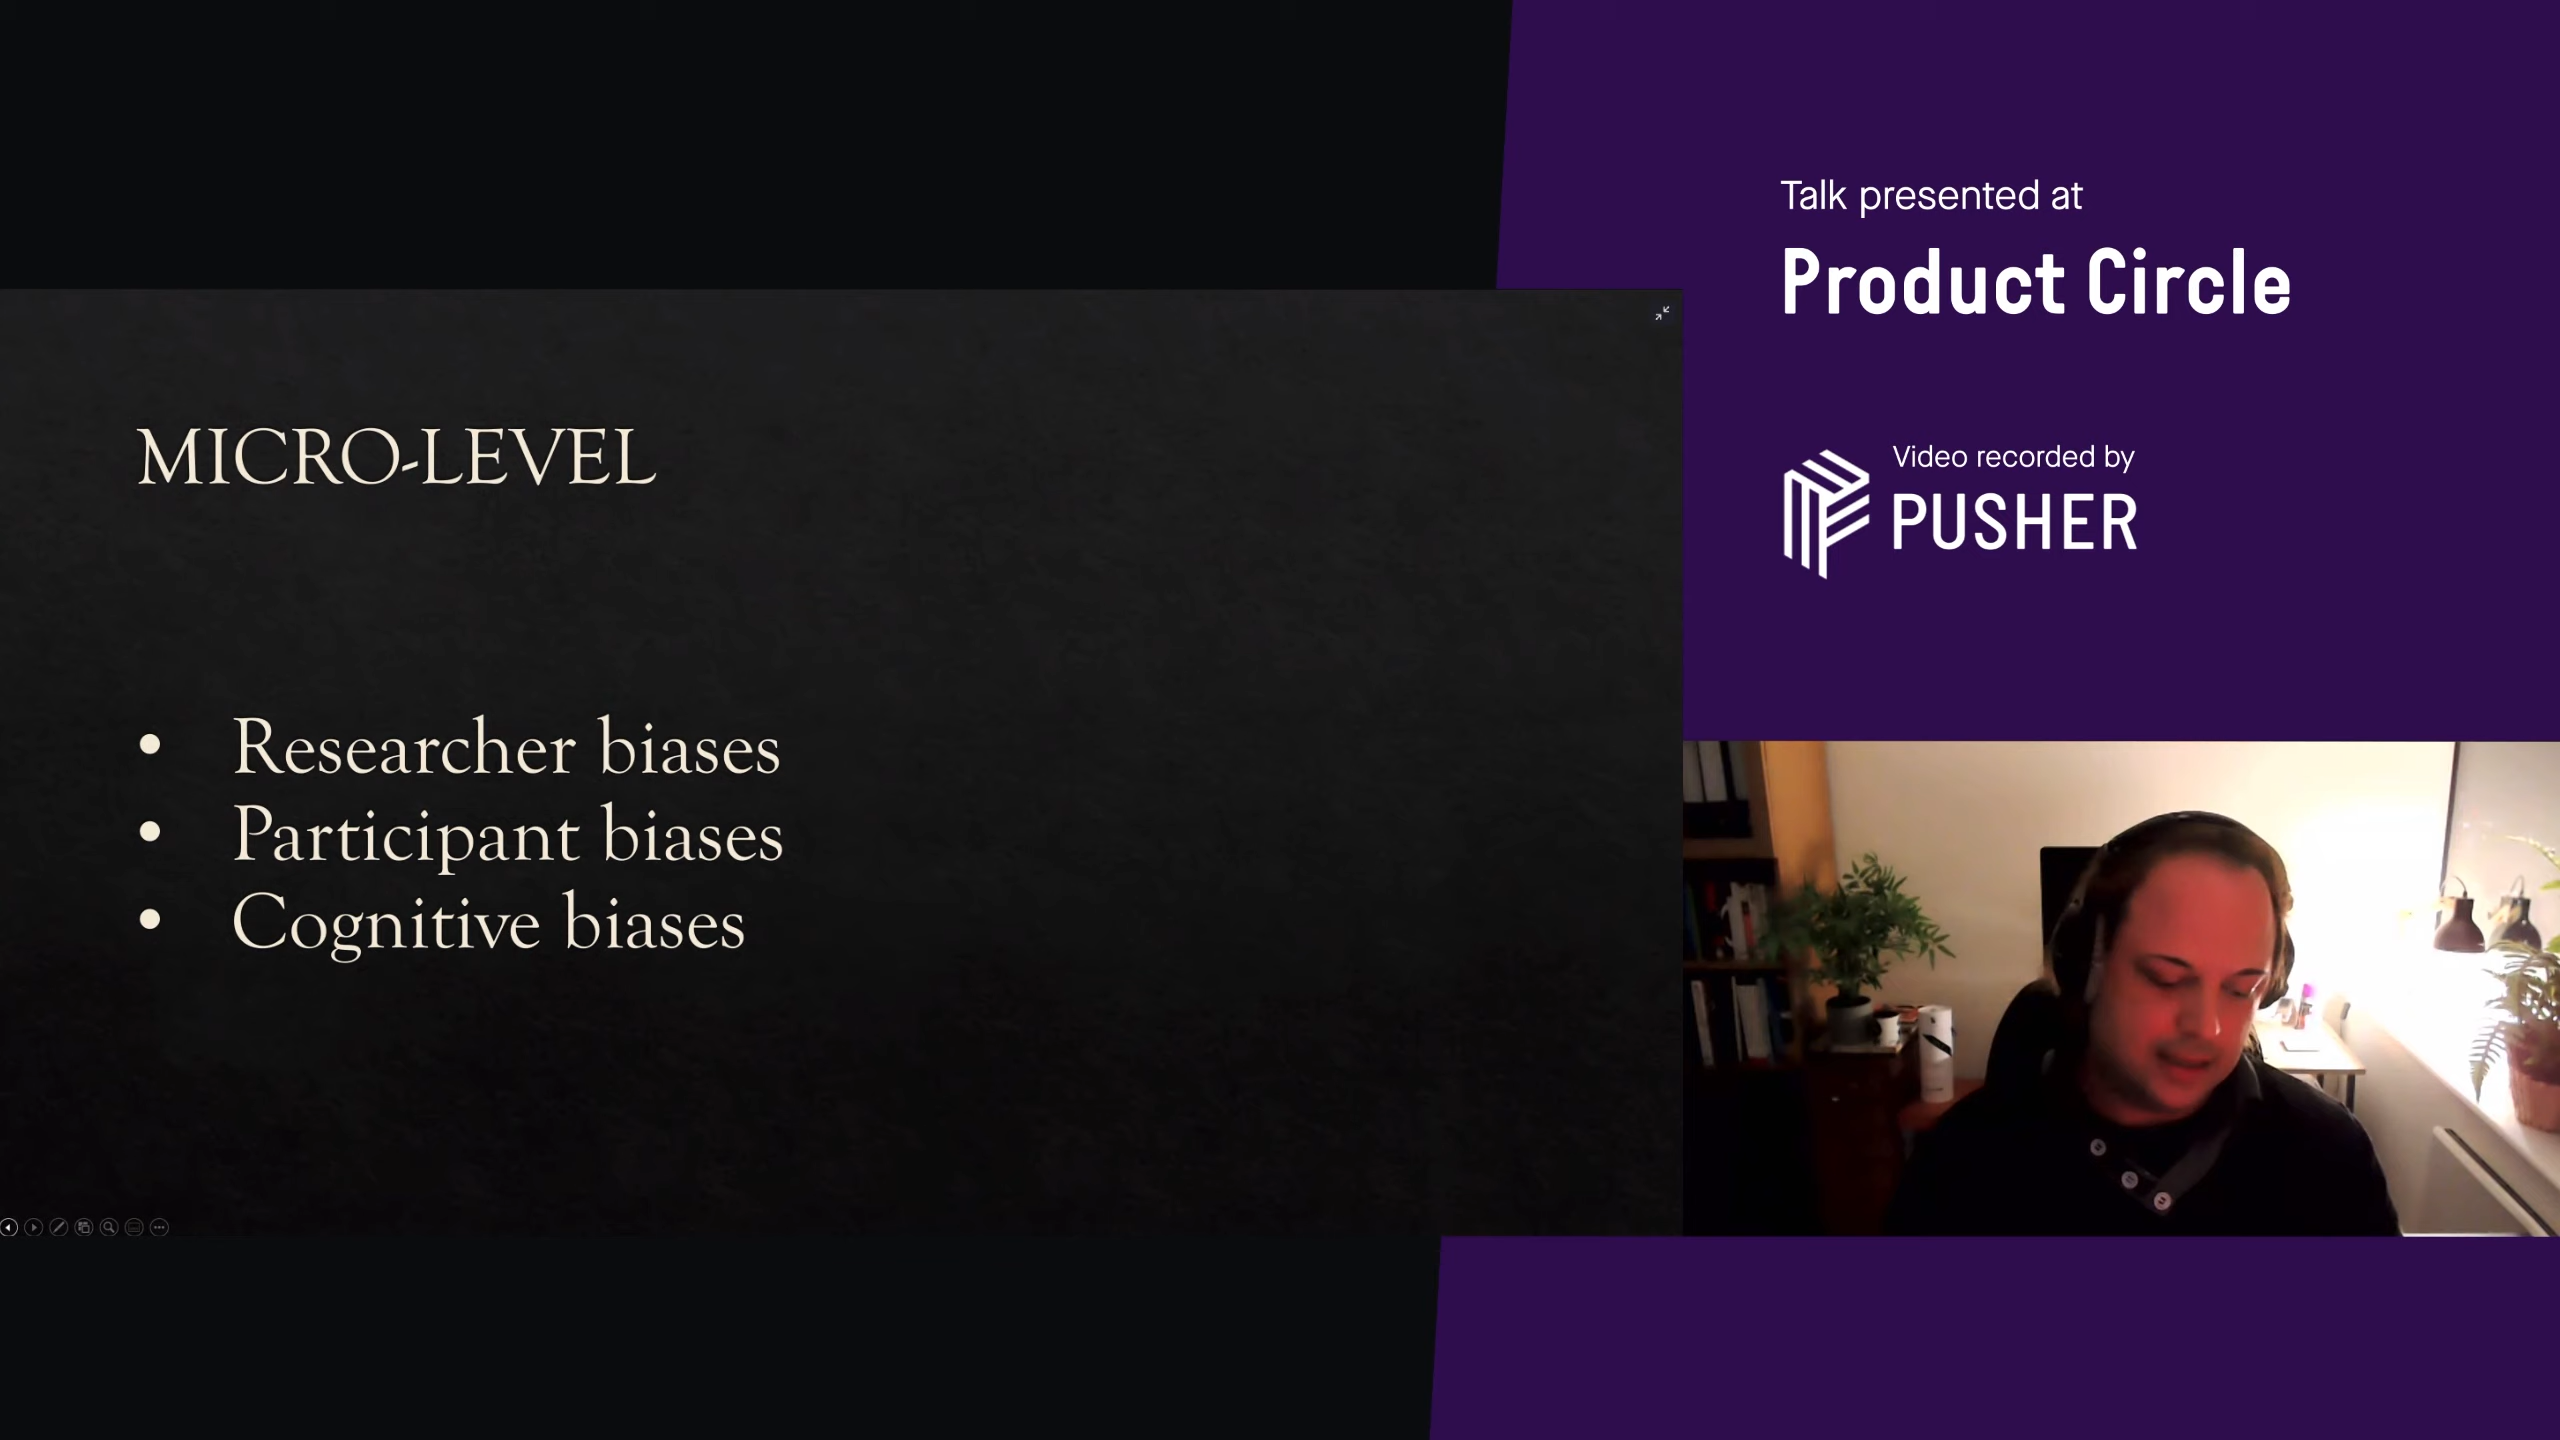 MICRO-LEVEL
• Researcher biases
• Participant biases
• Cognitive biases
Talk presented at
Product Circle
Video recorded by
PUSHER